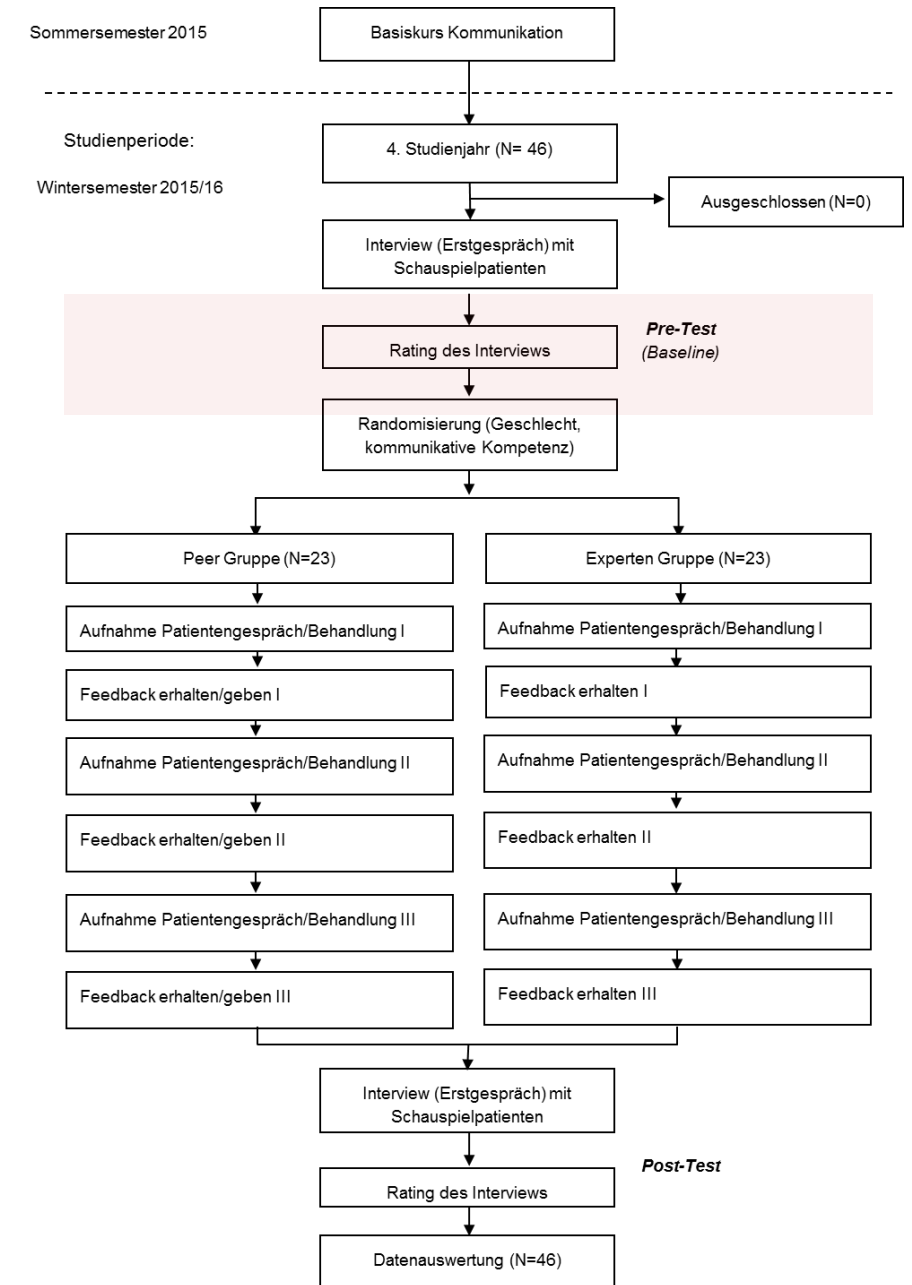 Sommersemester 2015
Basiskurs Kommunikation
Studienperiode:
4. Studienjahr (N= 46)
Wintersemester 2015/16
Ausgeschlossen (N=0)
Interview (Erstgespräch) mit
Schauspielpatienten
Pre-Test
(Baseline)
Rating des Interviews
Randomisierung (Geschlecht,
kommunikative Kompetenz)
Peer Gruppe (N=23)
Aufnahme Patientengespräch/Behandlung I
Feedback erhalten/geben I
Aufnahme Patientengespräch/Behandlung II
Feedback erhalten/geben II
Aufnahme Patientengespräch/Behandlung III
Feedback erhalten/geben III
Experten Gruppe (N=23)
Aufnahme Patientengespräch/Behandlung I
Feedback erhalten I
Aufnahme Patientengespräch/Behandlung II
Feedback erhalten II
Aufnahme Patientengespräch/Behandlung III
Feedback erhalten III
Interview (Erstgespräch) mit
Schauspielpatienten
Post-Test
Rating des Interviews
Datenauswertung (N=46)